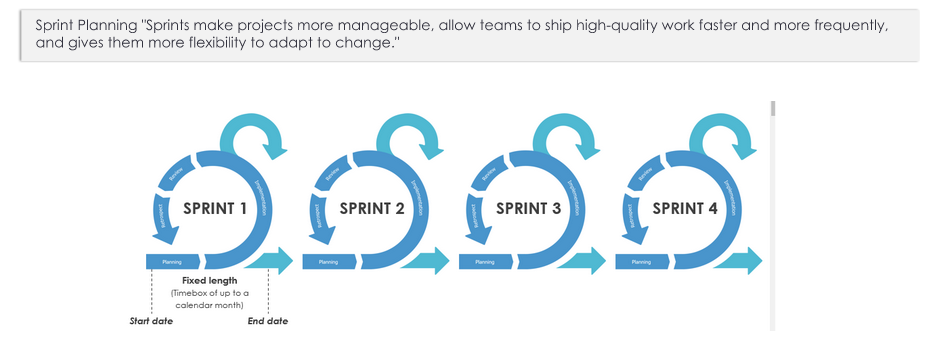 Sprint Planning "Sprints make projects more manageable, allow teams to ship high-quality work faster and more frequently,
and gives them more flexibility to adapt to change."
Review
Retrospect
Implementation
SPRINT 1
Planning
Review
Retrospect
Implementation
SPRINT 2
Planning
Review
Retrospect
Implementation
SPRINT 3
Planning
Review
Retrospect
Implementation
SPRINT 4
Planning
Fixed length
(Timebox of up to a
calendar month)
Start date
End date